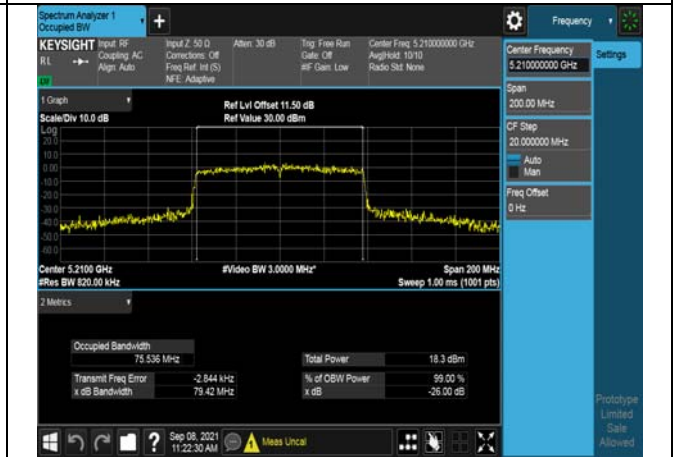 Spectrum Analyzer 1
Occupied BW
Frequency
KEYSIGHT
RL
Input: RF
Coupling: AC
Align: Auto
Input Z: 50 Ω
Corrections: Off
Freq Ref: Int (S)
NFE: Adaptive
Atten: 30 dB
Trig: Free Run
Gate: Off
#IF Gain: Low
Center Freq: 5.210000000 GHz
Avg|Hold: 10/10
Radio Std: None
Center Frequency
5.210000000 GHz
Settings
Span
200.00 MHz
CF Step
20.000000 MHz
Auto
Man
Freq Offset
0 Hz
1 Graph
Scale/Div 10.0 dB
Ref Lvl Offset 11.50 dB
Ref Value 30.00 dBm
Log
20.0
10.0
0.00
-10.0
-20.0
-30.0
-40.0
-50.0
-60.0
Center 5.2100 GHz
#Res BW 820.00 kHz
#Video BW 3.0000 MHz*
Span 200 MHz
Sweep 1.00 ms (1001 pts)
2 Metrics
Occupied Bandwidth
75.536 MHz
Total Power
18.3 dBm
Transmit Freq Error
-2.844 kHz
% of OBW Power
99.00 %
x dB Bandwidth
79.42 MHz
x dB
-26.00 dB
Prototype
Limited
Sale
Allowed
Sep 08, 2021
11:22:30 AM
Meas Uncal